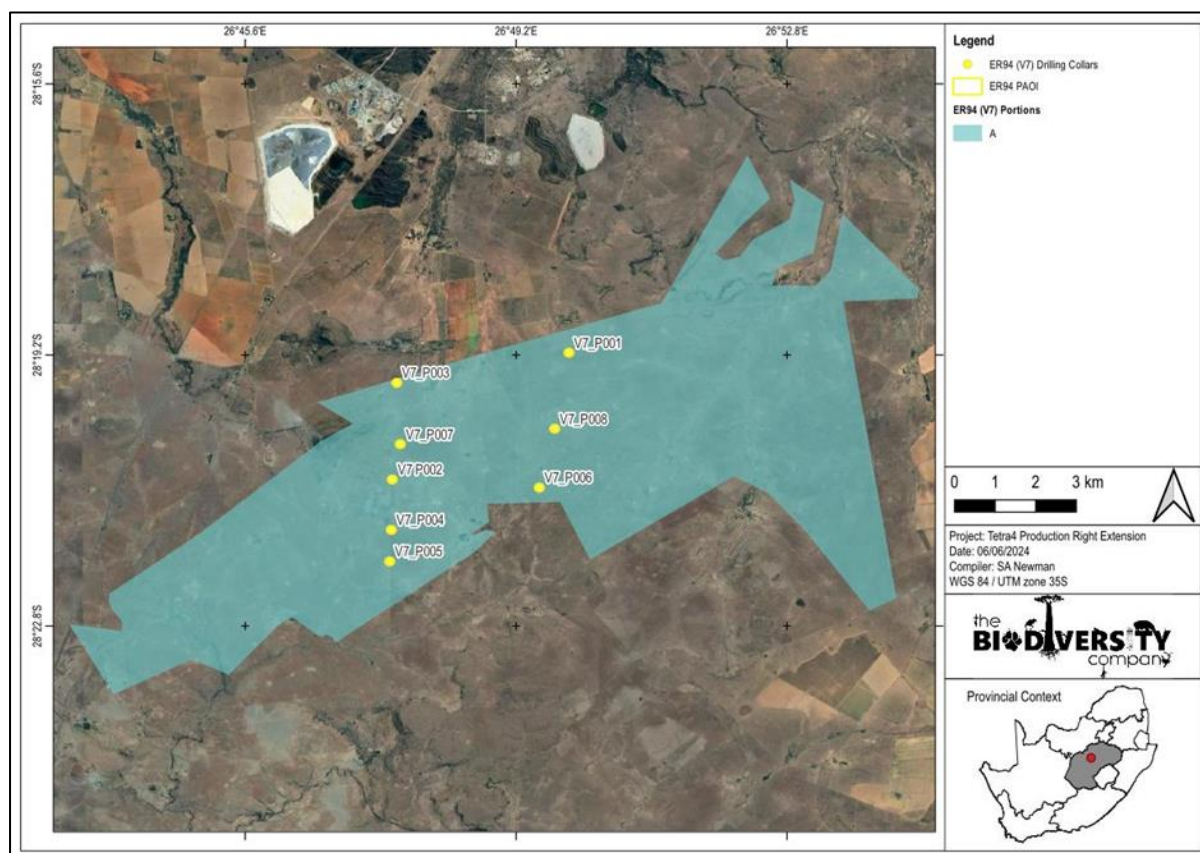 26°45.6'E
26°49.2'E
26°52.8'E
28°15.6'S
28°19.2'S
28°22.8'S
V7_P001
V7_P003
V7_P008
V7_P007
V7 P002
V7_P006
V7_P004
V7_P005
Legend
ER94 (V7) Drilling Collars
ER94 PAOI
ER94 (V7) Portions
A
0 1 2 3 km
Project: Tetra4 Production Right Extension
Date: 06/06/2024
Compiler: SA Newman
WGS 84 / UTM zone 35S
the
BIODIVERSITY
company
Provincial Context